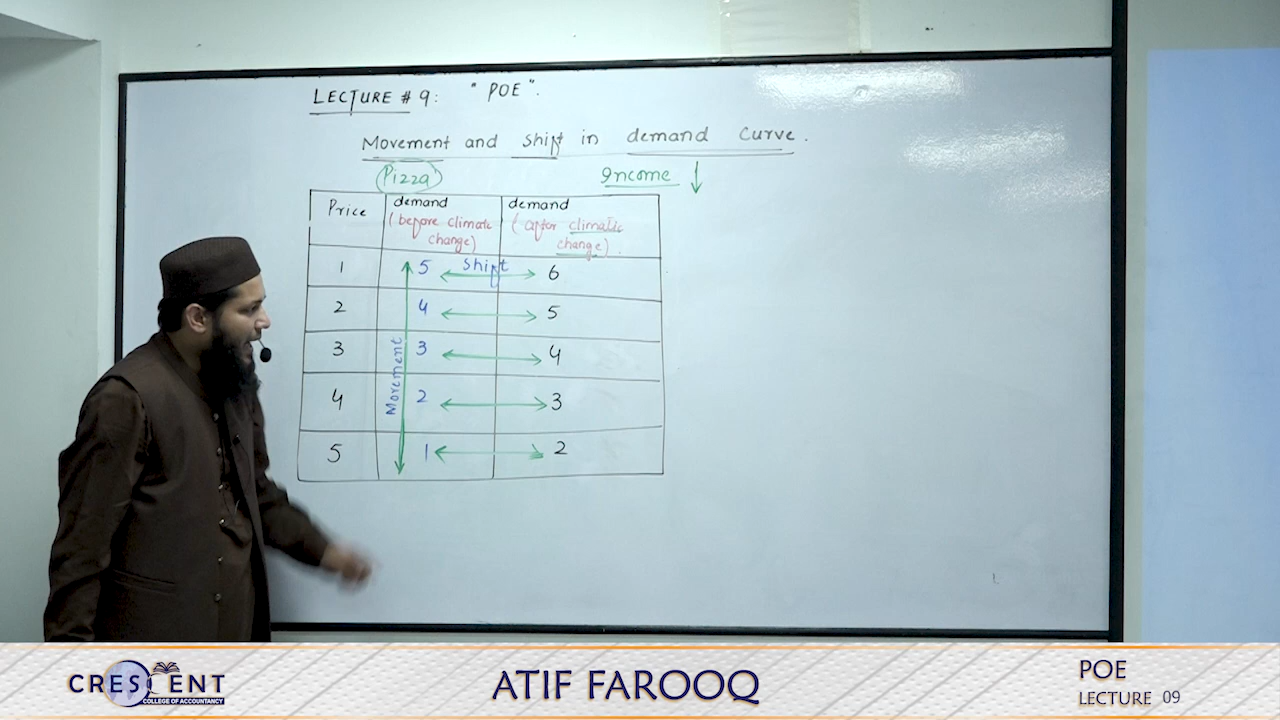 LECTURE # 9: "POE".
Movement and shift in demand curve.
Pizza
Income ↓
Price demand (before climatic change) demand (after climatic change).
1 5 Shift 6
2 4 5
3 3 4
4 2 3
5 1 2
Movement
CRESCENT
COLLEGE OF ACCOUNTANCY
ATIF FAROOQ
POE
LECTURE 09